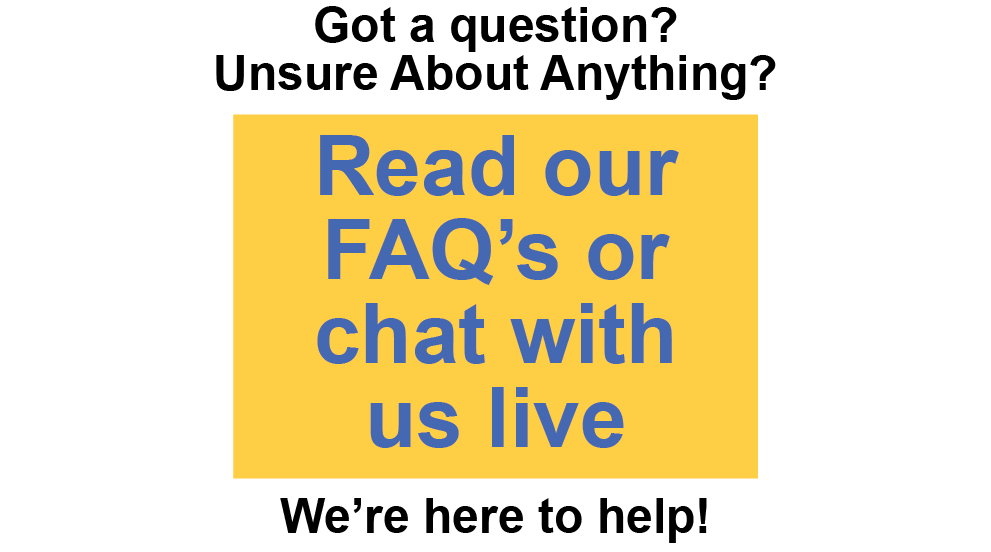 Got a question?
Unsure About Anything?
Read our
FAQ’s or
chat with
us live
We’re here to help!